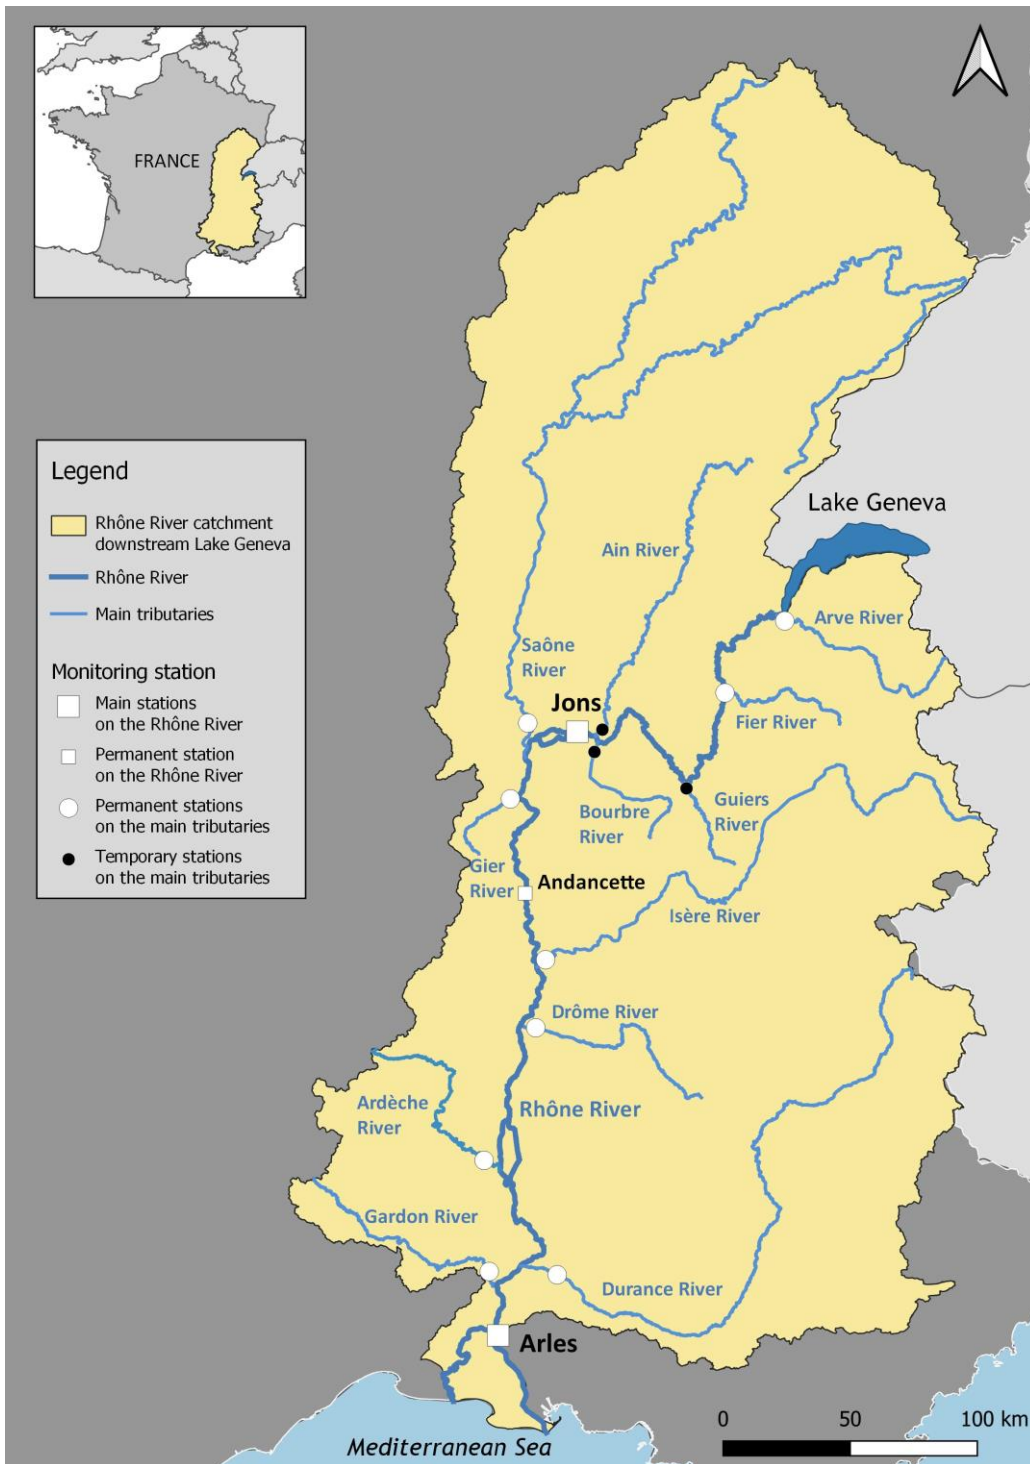 FRANCE
Legend
Rhône River catchment
downstream Lake Geneva
Rhône River
Main tributaries
Monitoring station
Main stations
on the Rhône River
Permanent station
on the Rhône River
Permanent stations
on the main tributaries
Temporary stations
on the main tributaries
Lake Geneva
Ain River
Arve River
Saône
River
Jons
Fier River
Bourbre
River
Guiers
River
Gier
River
Andancette
Isère River
Drôme River
Ardèche
River
Rhône River
Gardon River
Durance River
Arles
0 50 100 km
Mediterranean Sea